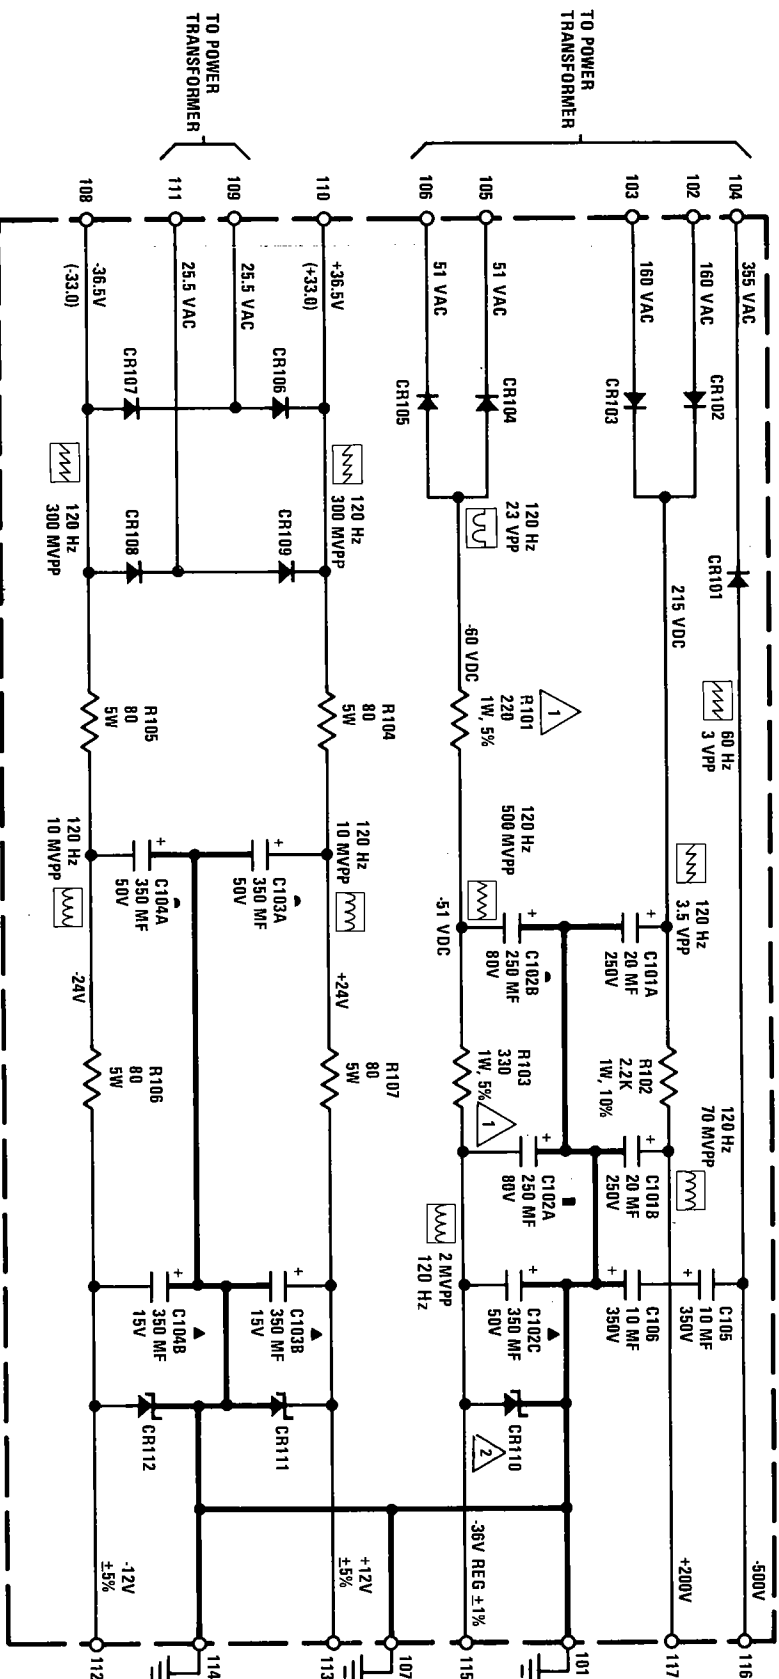 TO POWER
TRANSFORMER
TO POWER
TRANSFORMER
104
355 VAC
CR101
60 Hz
3 VPP
-500V
116
102
160 VAC
CR102
103
160 VAC
CR103
215 VDC
120 Hz
3.5 VPP
C101A
20 MF
250V
+
R102
2.2K
1W, 10%
120 Hz
70 MVPP
C101B
20 MF
250V
+
C105
10 MF
350V
+
C106
10 MF
350V
+
+200V
117
105
51 VAC
CR104
106
51 VAC
CR105
120 Hz
23 VPP
-60 VDC
1
R101
220
1W, 5%
120 Hz
500 MVPP
-51 VDC
C102B
250 MF
80V
+
R103
330
1W, 5%
1
C102A
250 MF
80V
+
2 MVPP
120 Hz
C102C
350 MF
50V
+
CR110
2
101
-36V REG ±1%
115
107
110
+36.5V
(+33.0)
109
25.5 VAC
111
25.5 VAC
108
-36.5V
(-33.0)
CR106
CR107
120 Hz
300 MVPP
120 Hz
300 MVPP
CR109
CR108
R104
80
5W
R105
80
5W
120 Hz
10 MVPP
C103A
350 MF
50V
+
C104A
350 MF
50V
+
120 Hz
10 MVPP
+24V
-24V
R107
80
5W
R106
80
5W
C103B
350 MF
15V
+
C104B
350 MF
15V
+
CR111
CR112
+12V
±5%
113
114
-12V
±5%
112